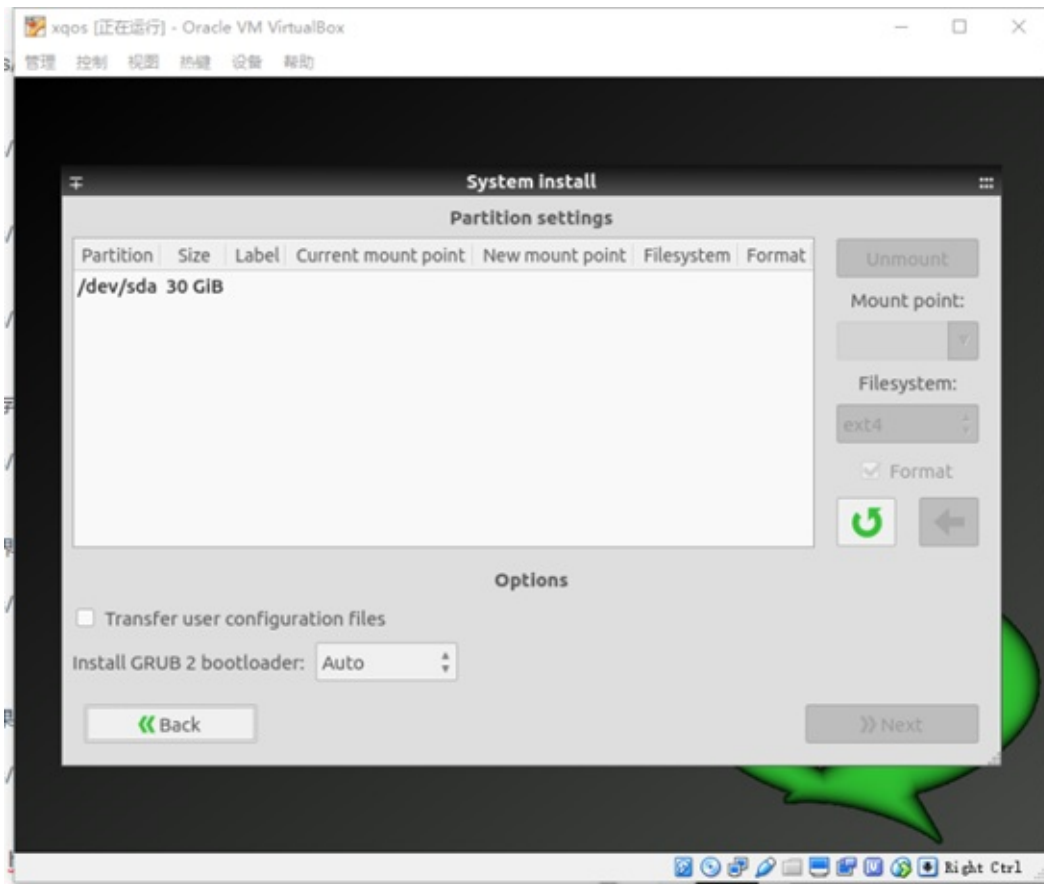 xqos [正在运行] - Oracle VM VirtualBox
管理 控制 视图 热键 设备 帮助
System install
Partition settings
Partition Size Label Current mount point New mount point Filesystem Format
/dev/sda 30 GiB
Unmount
Mount point:
Filesystem:
ext4
Format
Options
Transfer user configuration files
Install GRUB 2 bootloader: Auto
Back
Next
Right Ctrl